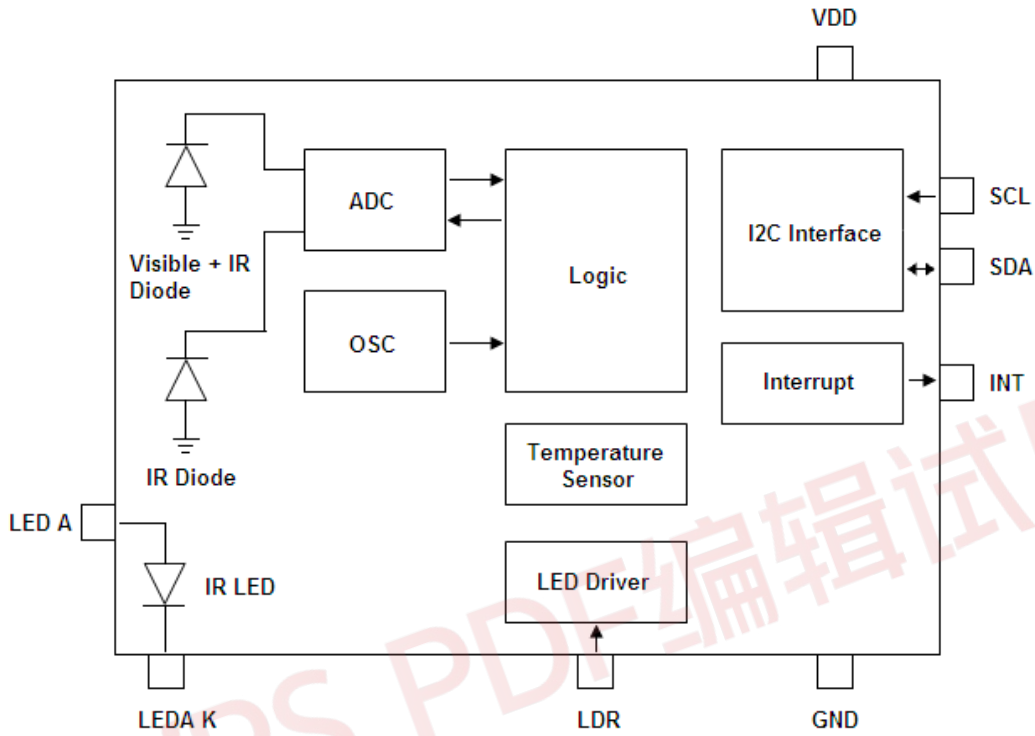 VDD
ADC
Logic
I2C Interface
SCL
SDA
Visible + IR
Diode
OSC
Interrupt
INT
IR Diode
Temperature
Sensor
LED A
IR LED
LED Driver
LEDA K
LDR
GND
PS PDF编辑试